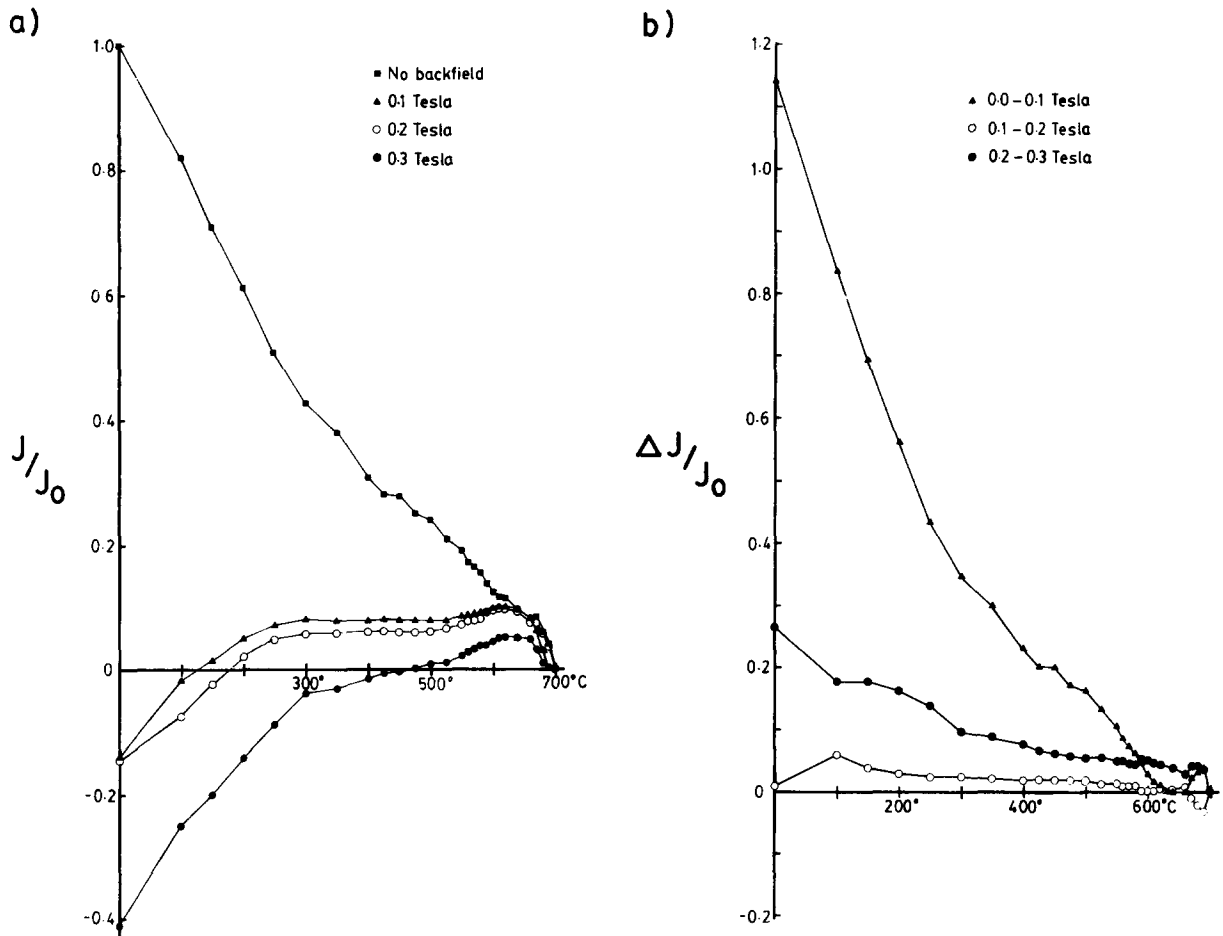 a)
1.0
0.8
0.6
0.4
0.2
0
-0.2
-0.4
J/J₀
■ No backfield
▲ 0.1 Tesla
○ 0.2 Tesla
● 0.3 Tesla
300°
500°
700°C
b)
1.2
1.0
0.8
0.6
0.4
0.2
0
-0.2
ΔJ/J₀
▲ 0.0-0.1 Tesla
○ 0.1-0.2 Tesla
● 0.2-0.3 Tesla
200°
400°
600°C